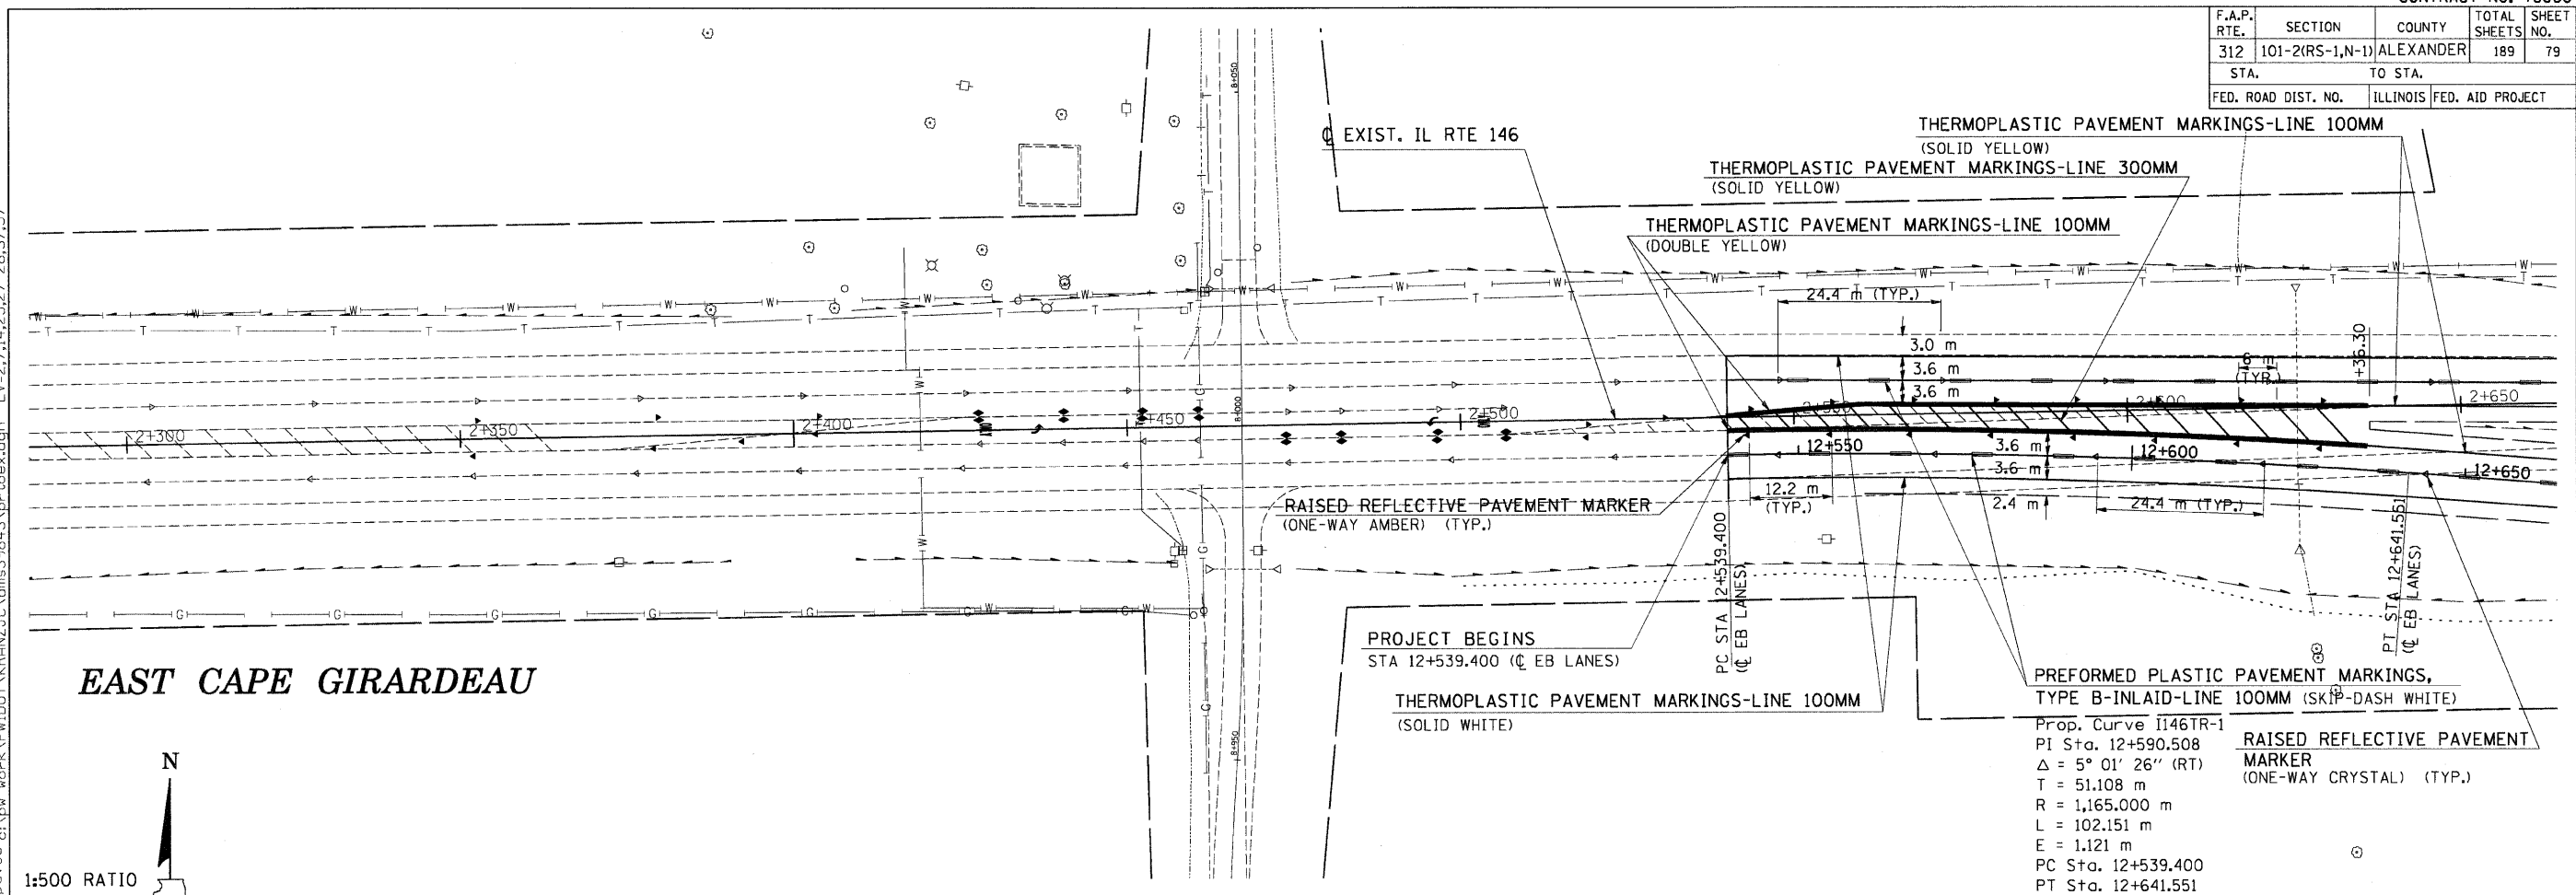 F.A.P. RTE. SECTION COUNTY TOTAL SHEETS SHEET NO.
312 101-2(RS-1,N-1) ALEXANDER 189 79
STA. TO STA.
FED. ROAD DIST. NO. ILLINOIS FED. AID PROJECT
THERMOPLASTIC PAVEMENT MARKINGS-LINE 100MM
(SOLID YELLOW)
℄ EXIST. IL RTE 146
THERMOPLASTIC PAVEMENT MARKINGS-LINE 300MM
(SOLID YELLOW)
THERMOPLASTIC PAVEMENT MARKINGS-LINE 100MM
(DOUBLE YELLOW)
8+050
24.4 m (TYP.)
3.0 m
3.6 m
3.6 m
6 m
(TYP.)
+36.30
2+300
2+350
2+400
2+450
8+000
2+500
2+600
2+650
12+550
3.6 m
12+600
3.6 m
12+650
12.2 m
(TYP.)
2.4 m
24.4 m (TYP.)
RAISED REFLECTIVE PAVEMENT MARKER
(ONE-WAY AMBER) (TYP.)
PC STA 12+539.400
(℄ EB LANES)
PT STA 12+641.551
(℄ EB LANES)
PROJECT BEGINS
STA 12+539.400 (℄ EB LANES)
THERMOPLASTIC PAVEMENT MARKINGS-LINE 100MM
(SOLID WHITE)
8+950
PREFORMED PLASTIC PAVEMENT MARKINGS,
TYPE B-INLAID-LINE 100MM (SKIP-DASH WHITE)
Prop. Curve I146TR-1
PI Sta. 12+590.508
△ = 5° 01' 26" (RT)
T = 51.108 m
R = 1,165.000 m
L = 102.151 m
E = 1.121 m
PC Sta. 12+539.400
PT Sta. 12+641.551
RAISED REFLECTIVE PAVEMENT
MARKER
(ONE-WAY CRYSTAL) (TYP.)
EAST CAPE GIRARDEAU
N
1:500 RATIO